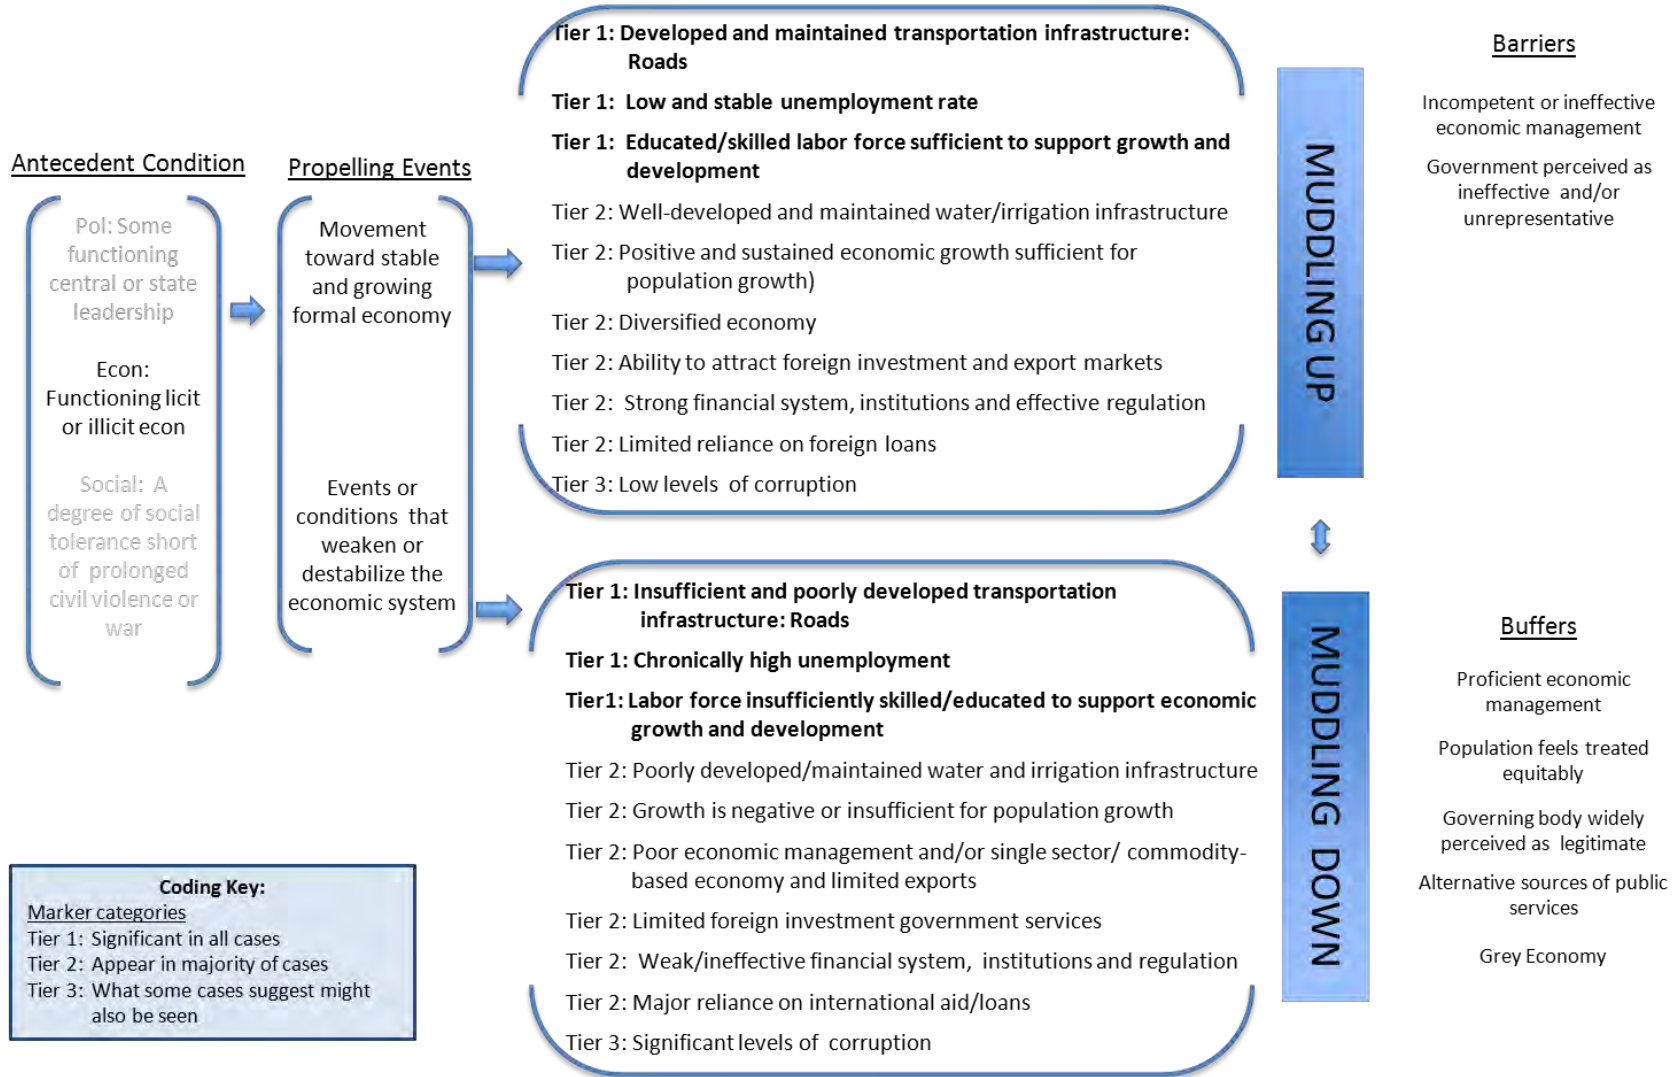 Antecedent Condition
Pol: Some
functioning
central or state
leadership
Econ:
Functioning licit
or illicit econ
Social:  A
degree of social
tolerance short
of  prolonged
civil violence or
war
Propelling Events
Movement
toward stable
and growing
formal economy
Events or
conditions  that
weaken or
destabilize the
economic system
Tier 1: Developed and maintained transportation infrastructure:
Roads
Tier 1:  Low and stable unemployment rate
Tier 1:  Educated/skilled labor force sufficient to support growth and
development
Tier 2: Well-developed and maintained water/irrigation infrastructure
Tier 2: Positive and sustained economic growth sufficient for
population growth)
Tier 2: Diversified economy
Tier 2: Ability to attract foreign investment and export markets
Tier 2:  Strong financial system, institutions and effective regulation
Tier 2: Limited reliance on foreign loans
Tier 3: Low levels  of corruption
MUDDLING UP
Barriers
Incompetent or ineffective
economic management
Government perceived as
ineffective  and/or
unrepresentative
Tier 1: Insufficient and poorly developed transportation
infrastructure: Roads
Tier 1: Chronically high unemployment
Tier1: Labor force insufficiently skilled/educated to support economic
growth and development
Tier 2: Poorly developed/maintained water and irrigation infrastructure
Tier 2: Growth is negative or insufficient for population growth
Tier 2: Poor economic management and/or single sector/ commodity-
based economy and limited exports
Tier 2: Limited foreign investment government services
Tier 2:  Weak/ineffective financial system,  institutions and regulation
Tier 2: Major reliance on international aid/loans
Tier 3: Significant levels of  corruption
MUDDLING DOWN
Buffers
Proficient economic
management
Population feels treated
equitably
Governing body widely
perceived as  legitimate
Alternative sources of public
services
Grey Economy
Coding Key:
Marker categories
Tier 1:  Significant in all cases
Tier 2:  Appear in majority of cases
Tier 3:  What some cases suggest might
also be seen